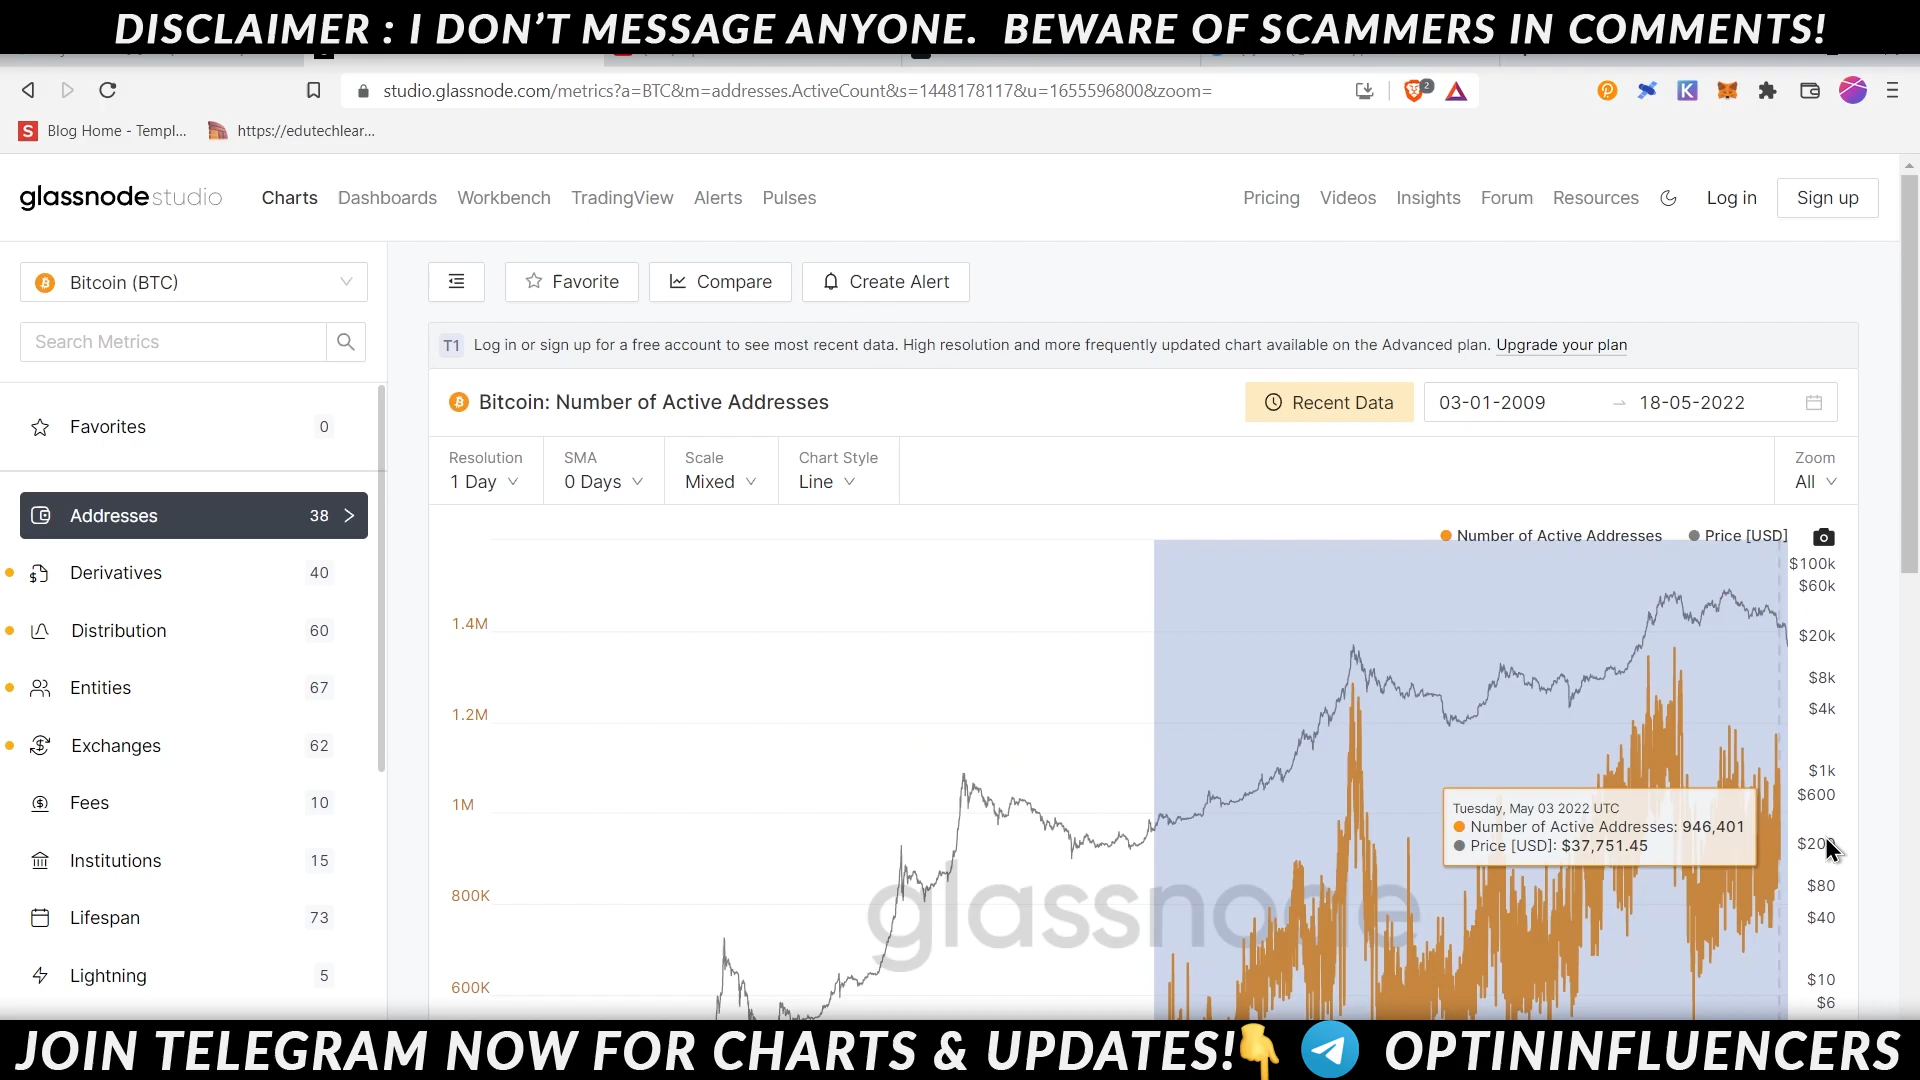 DISCLAIMER : I DON'T MESSAGE ANYONE. BEWARE OF SCAMMERS IN COMMENTS!
studio.glassnode.com/metrics?a=BTC&m=addresses.ActiveCount&s=1448178117&u=1655596800&zoom=
2
K
S Blog Home - Templ... https://edutechlear...
glassnode studio Charts Dashboards Workbench TradingView Alerts Pulses Pricing Videos Insights Forum Resources Log in Sign up
Bitcoin (BTC) Favorite Compare Create Alert
Search Metrics
T1 Log in or sign up for a free account to see most recent data. High resolution and more frequently updated chart available on the Advanced plan. Upgrade your plan
Bitcoin: Number of Active Addresses Recent Data 03-01-2009 → 18-05-2022
Favorites 0
Resolution SMA Scale Chart Style Zoom
1 Day 0 Days Mixed Line All
Addresses 38
Number of Active Addresses Price [USD]
Derivatives 40
Distribution 60
Entities 67
Exchanges 62
Fees 10
Institutions 15
Lifespan 73
Lightning 5
1.4M
1.2M
1M
800K
600K
$100k
$60k
$20k
$8k
$4k
$1k
$600
$80
$40
$10
$6
Tuesday, May 03 2022 UTC
Number of Active Addresses: 946,401
Price [USD]: $37,751.45
glassnode
JOIN TELEGRAM NOW FOR CHARTS & UPDATES!👇 OPTININFLUENCERS